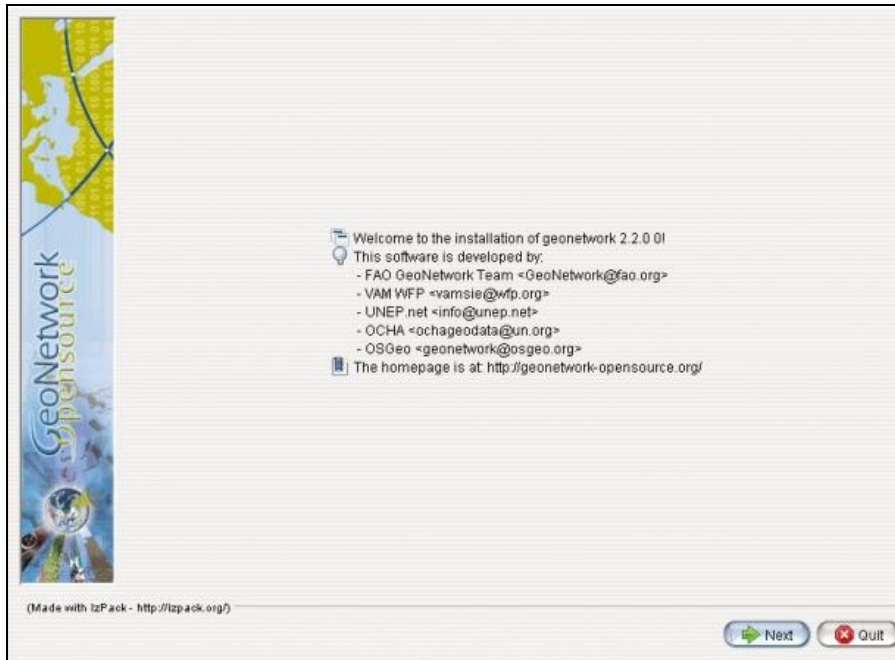 GeoNetwork
Opensource
Welcome to the installation of geonetwork 2.2.0 0!
This software is developed by:
- FAO GeoNetwork Team <GeoNetwork@fao.org>
- VAM WFP <vamsie@wfp.org>
- UNEP.net <info@unep.net>
- OCHA <ochageodata@un.org>
- OSGeo <geonetwork@osgeo.org>
The homepage is at: http://geonetwork-opensource.org/
(Made with IzPack - http://izpack.org/)
Next
Quit